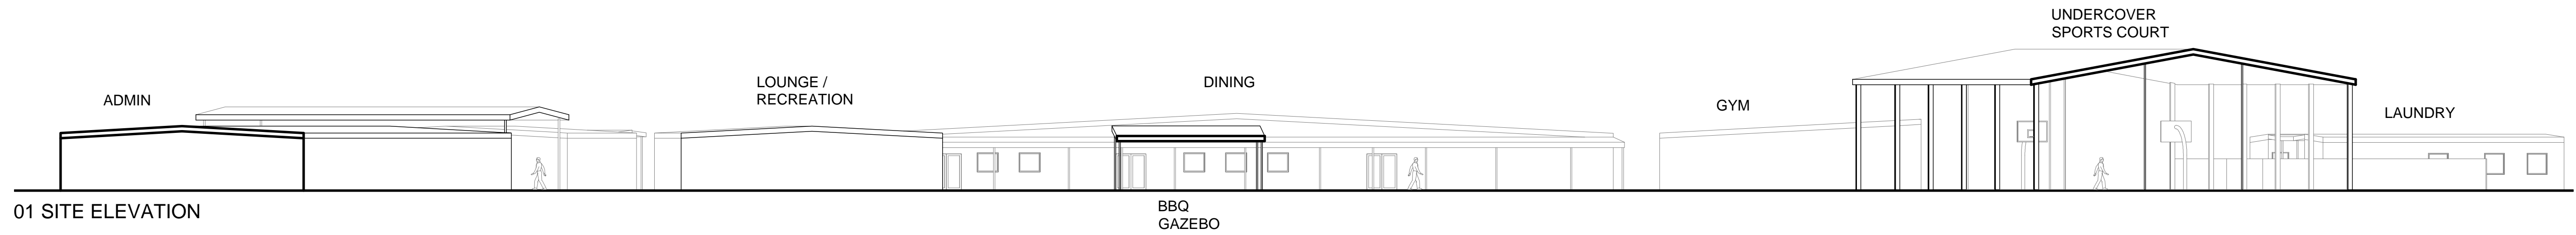 UNDERCOVER
SPORTS COURT
ADMIN
LOUNGE /
RECREATION
DINING
GYM
LAUNDRY
BBQ
GAZEBO
01 SITE ELEVATION